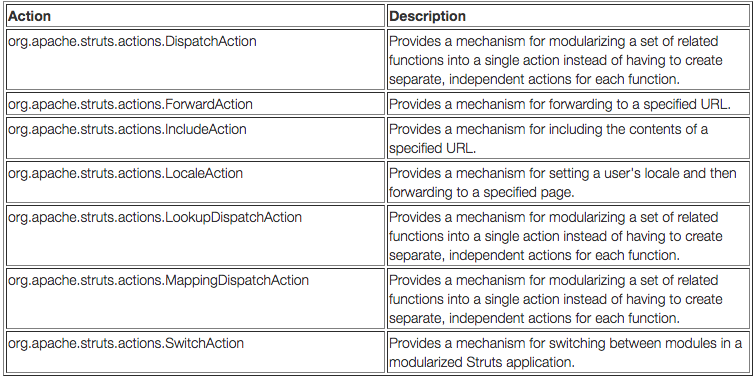 Action Description
org.apache.struts.actions.DispatchAction Provides a mechanism for modularizing a set of related
functions into a single action instead of having to create
separate, independent actions for each function.
org.apache.struts.actions.ForwardAction Provides a mechanism for forwarding to a specified URL.
org.apache.struts.actions.IncludeAction Provides a mechanism for including the contents of a
specified URL.
org.apache.struts.actions.LocaleAction Provides a mechanism for setting a user's locale and then
forwarding to a specified page.
org.apache.struts.actions.LookupDispatchAction Provides a mechanism for modularizing a set of related
functions into a single action instead of having to create
separate, independent actions for each function.
org.apache.struts.actions.MappingDispatchAction Provides a mechanism for modularizing a set of related
functions into a single action instead of having to create
separate, independent actions for each function.
org.apache.struts.actions.SwitchAction Provides a mechanism for switching between modules in a
modularized Struts application.